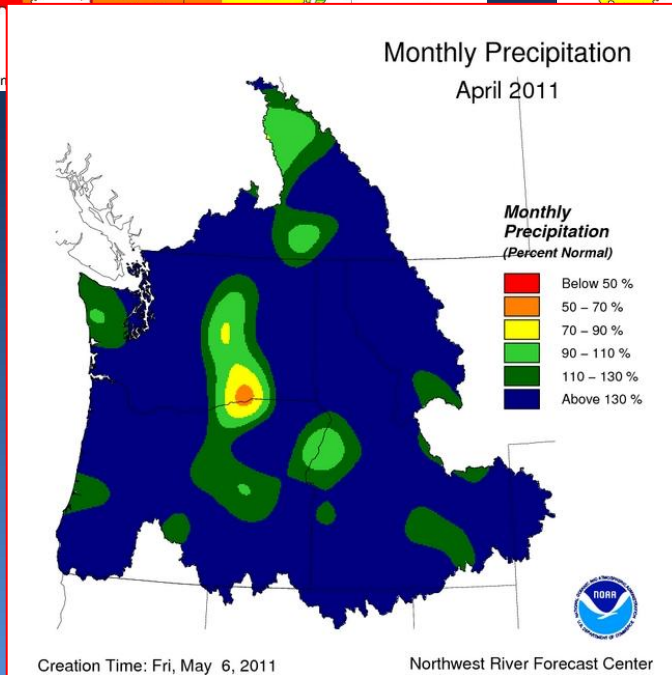 Monthly Precipitation
April 2011
Monthly
Precipitation
(Percent Normal)
Below 50 %
50 – 70 %
70 – 90 %
90 – 110 %
110 – 130 %
Above 130 %
NOAA
Creation Time: Fri, May 6, 2011
Northwest River Forecast Center